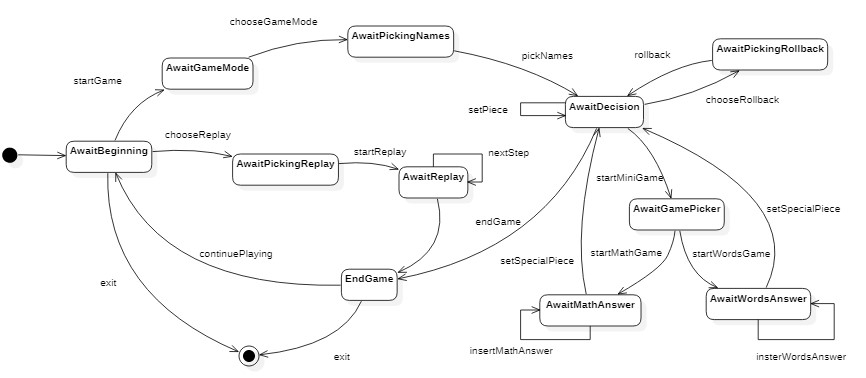 chooseGameMode
AwaitPickingNames
AwaitPickingRollback
pickNames
rollback
AwaitGameMode
startGame
chooseRollback
setPiece
AwaitDecision
chooseReplay
AwaitBeginning
startReplay
nextStep
AwaitPickingReplay
AwaitReplay
startMiniGame
AwaitGamePicker
setSpecialPiece
endGame
continuePlaying
setSpecialPiece
startMathGame
startWordsGame
EndGame
exit
AwaitMathAnswer
AwaitWordsAnswer
insertMathAnswer
exit
insterWordsAnswer